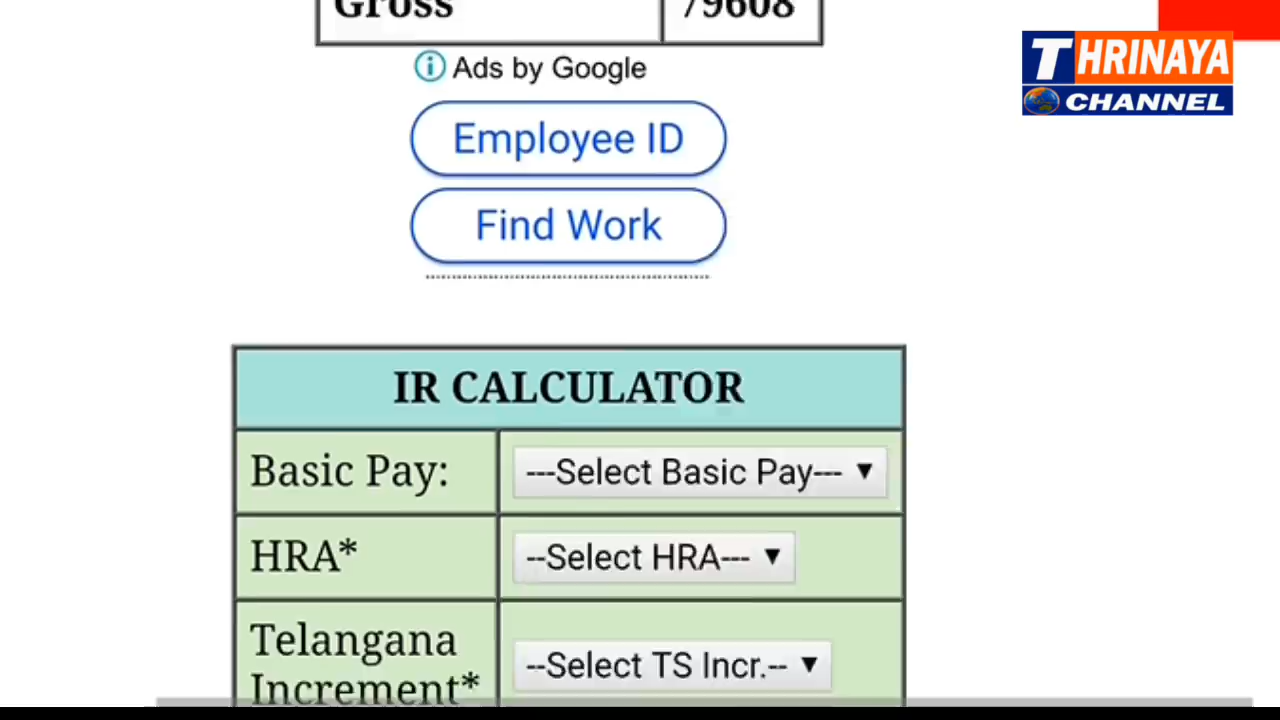 Gross 79608
Ads by Google
Employee ID
Find Work
IR CALCULATOR
Basic Pay: ---Select Basic Pay---
HRA* --Select HRA---
Telangana
Increment* --Select TS Incr.--
THRINAYA
CHANNEL